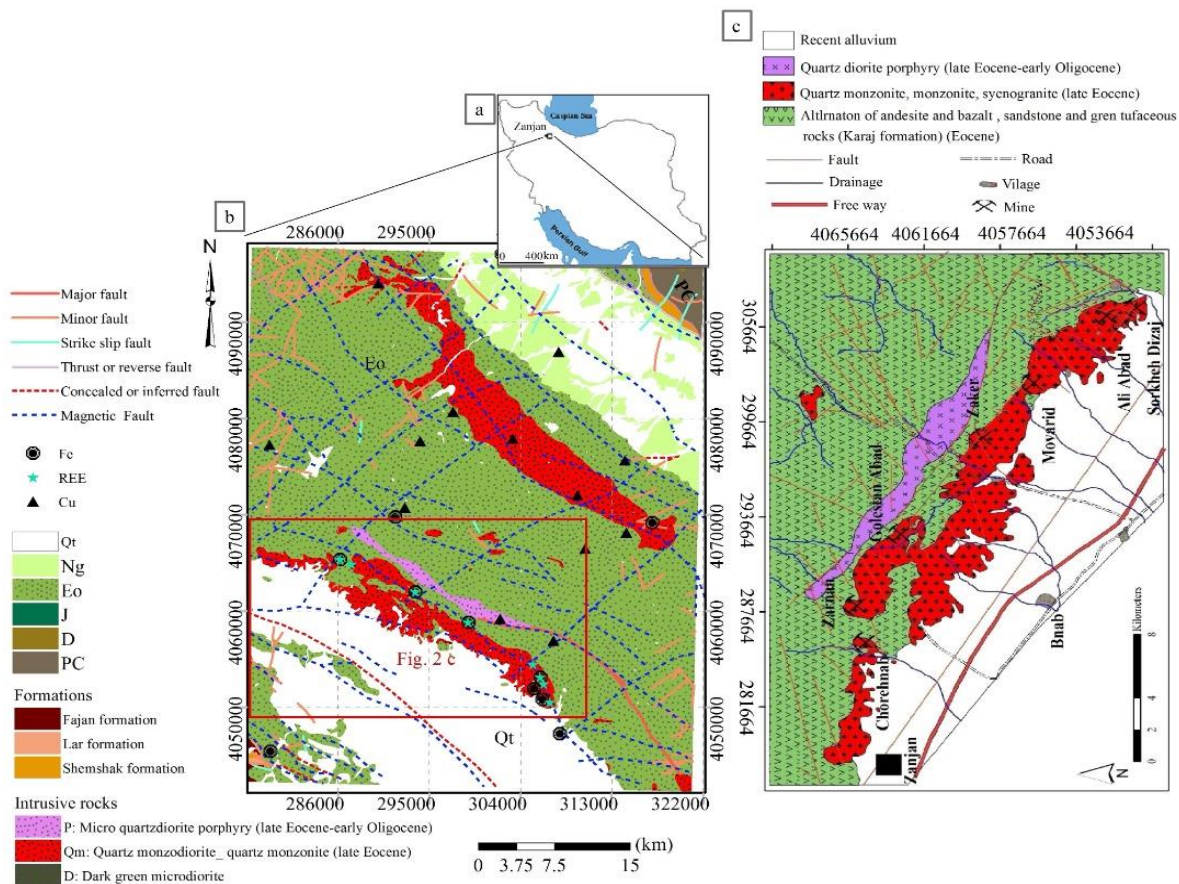 a
Caspian Sea
Zanjan
Persian Gulf
0 400km
b
N
286000 295000
4090000
4080000
4070000
4060000
4050000
4090000
4080000
4070000
4060000
4050000
286000 295000 304000 313000 322000
PC
Eo
Fig. 2 c
Qt
Major fault
Minor fault
Strike slip fault
Thrust or reverse fault
Concealed or inferred fault
Magnetic Fault
Fe
REE
Cu
Qt
Ng
Eo
J
D
PC
Formations
Fajan formation
Lar formation
Shemshak formation
Intrusive rocks
P: Micro quartzdiorite porphyry (late Eocene-early Oligocene)
Qm: Quartz monzodiorite_ quartz monzonite (late Eocene)
D: Dark green microdiorite
(km)
0 3.75 7.5 15
c
Recent alluvium
Quartz diorite porphyry (late Eocene-early Oligocene)
Quartz monzonite, monzonite, syenogranite (late Eocene)
Altlrnaton of andesite and bazalt , sandstone and gren tufaceous
rocks (Karaj formation) (Eocene)
Fault
Road
Drainage
Vilage
Free way
Mine
4065664 4061664 4057664 4053664
305664
299664
293664
287664
281664
Sorkheh Dizaj
Ali Abad
Zaker
Movarid
Golestan Abad
Zarnan
Bnab
Chorehnab
Zanjan
Kilometers
0 2 4 8
N